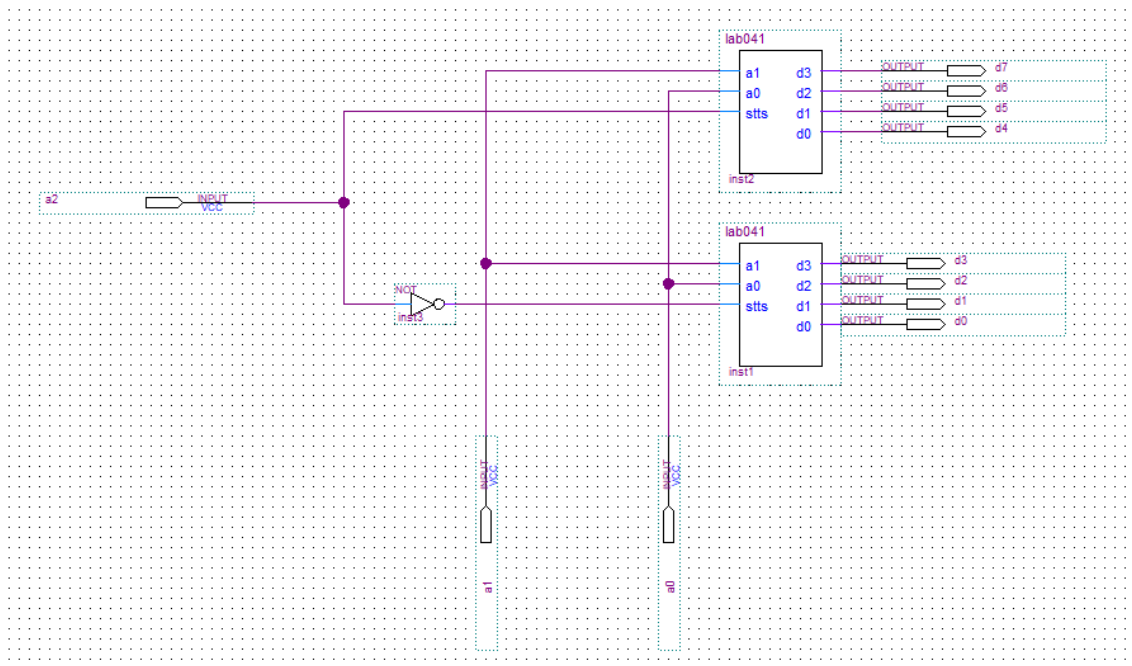 lab041
a1 d3 OUTPUT d7
a0 d2 OUTPUT d6
stts d1 OUTPUT d5
d0 OUTPUT d4
inst2
a2 INPUT
VCC
lab041
a1 d3 OUTPUT d3
a0 d2 OUTPUT d2
NOT stts d1 OUTPUT d1
inst3 d0 OUTPUT d0
inst1
INPUT
VCC
a1
INPUT
VCC
a0